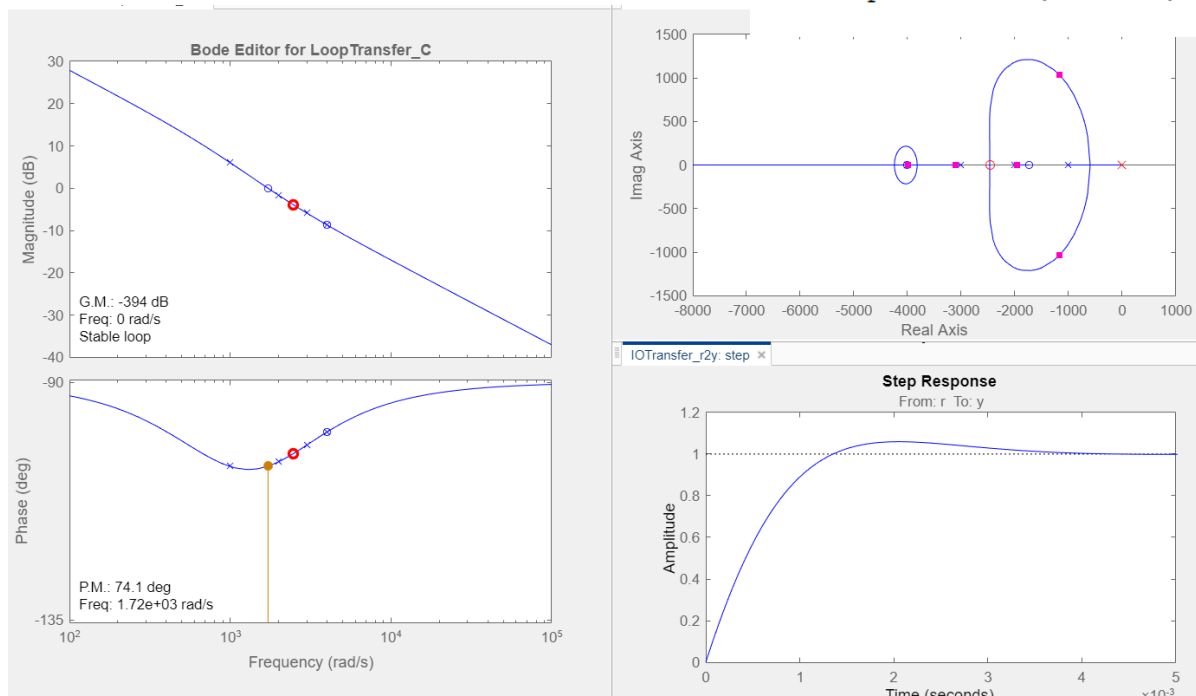 Bode Editor for LoopTransfer_C
30
20
10
0
-10
-20
-30
-40
Magnitude (dB)
G.M.: -394 dB
Freq: 0 rad/s
Stable loop
-90
-135
Phase (deg)
P.M.: 74.1 deg
Freq: 1.72e+03 rad/s
10^2 10^3 10^4 10^5
Frequency (rad/s)
1500
1000
500
0
-500
-1000
-1500
Imag Axis
-8000 -7000 -6000 -5000 -4000 -3000 -2000 -1000 0 1000
Real Axis
IOTransfer_r2y: step ×
Step Response
From: r To: y
1.2
1
0.8
0.6
0.4
0.2
0
Amplitude
0 1 2 3 4 5
Time (seconds)
×10^-3